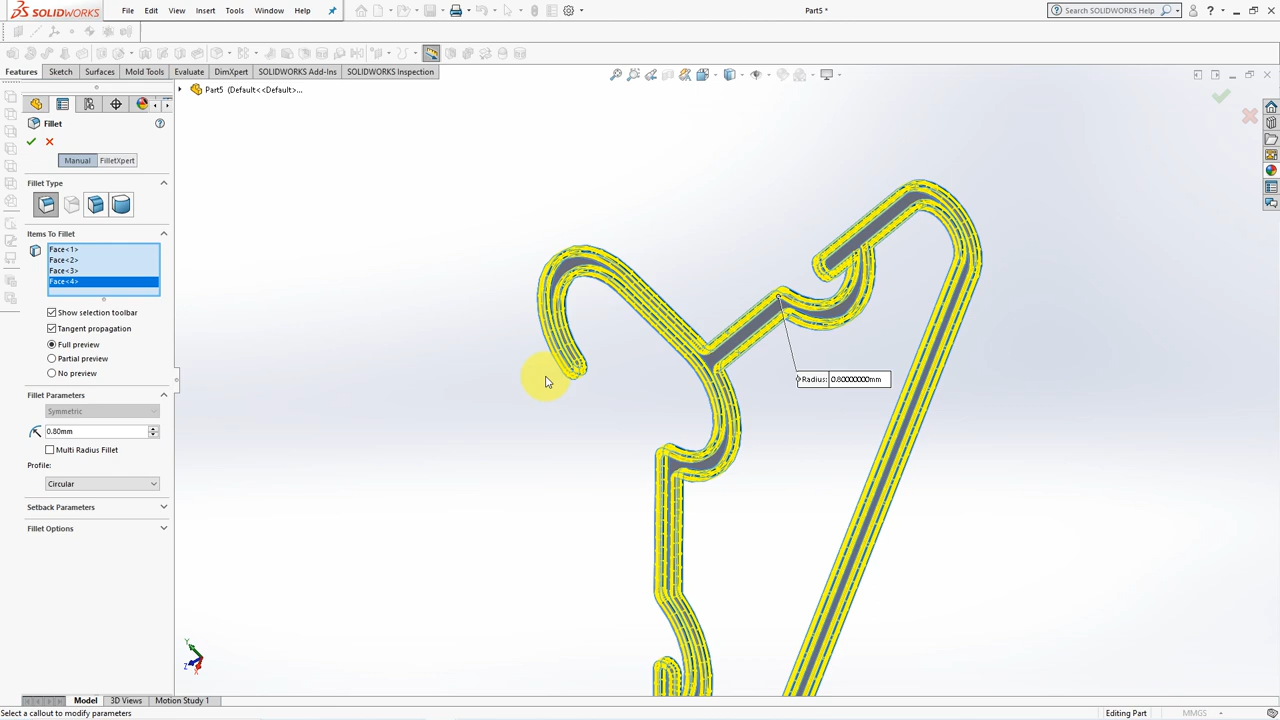 SOLIDWORKS
File Edit View Insert Tools Window Help
Part5 *
Search SOLIDWORKS Help
Features Sketch Surfaces Mold Tools Evaluate DimXpert SOLIDWORKS Add-Ins SOLIDWORKS Inspection
Part5 (Default<<Default>...
Fillet
Manual FilletXpert
Fillet Type
Items To Fillet
Face<1>
Face<2>
Face<3>
Face<4>
Show selection toolbar
Tangent propagation
Full preview
Partial preview
No preview
Fillet Parameters
Symmetric
0.80mm
Multi Radius Fillet
Profile:
Circular
Setback Parameters
Fillet Options
Radius: 0.80000000mm
Y
Z
X
Model 3D Views Motion Study 1
Select a callout to modify parameters
Editing Part
MMGS